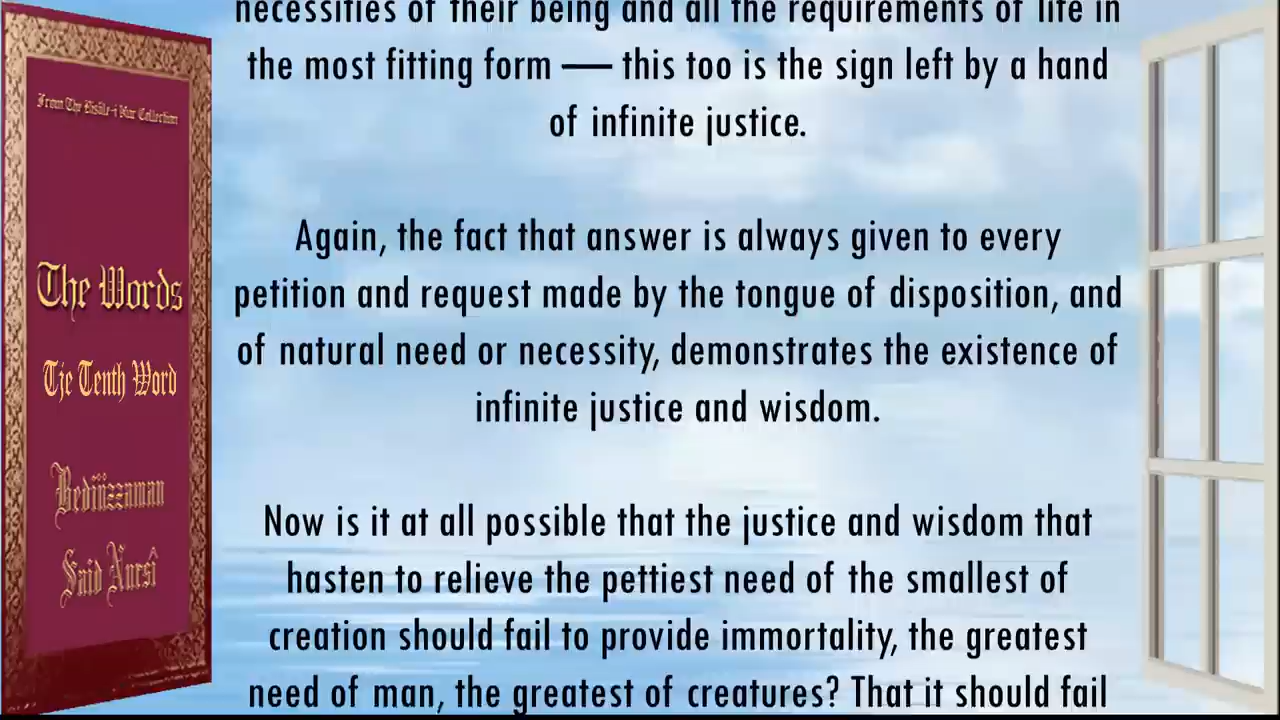 From The Risale-i Nur Collection
The Words
Tje Tenth Word
Bediüzzaman
Said Nursî
necessities of their being and all the requirements of life in
the most fitting form — this too is the sign left by a hand
of infinite justice.
Again, the fact that answer is always given to every
petition and request made by the tongue of disposition, and
of natural need or necessity, demonstrates the existence of
infinite justice and wisdom.
Now is it at all possible that the justice and wisdom that
hasten to relieve the pettiest need of the smallest of
creation should fail to provide immortality, the greatest
need of man, the greatest of creatures? That it should fail